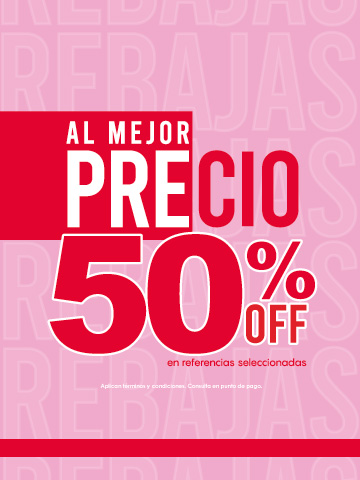 REBAJAS
REBAJAS
AL MEJOR
PRECIO
50%
OFF
en referencias seleccionadas
Aplican términos y condiciones. Consulta en punto de pago.
REBAJAS
REBAJAS